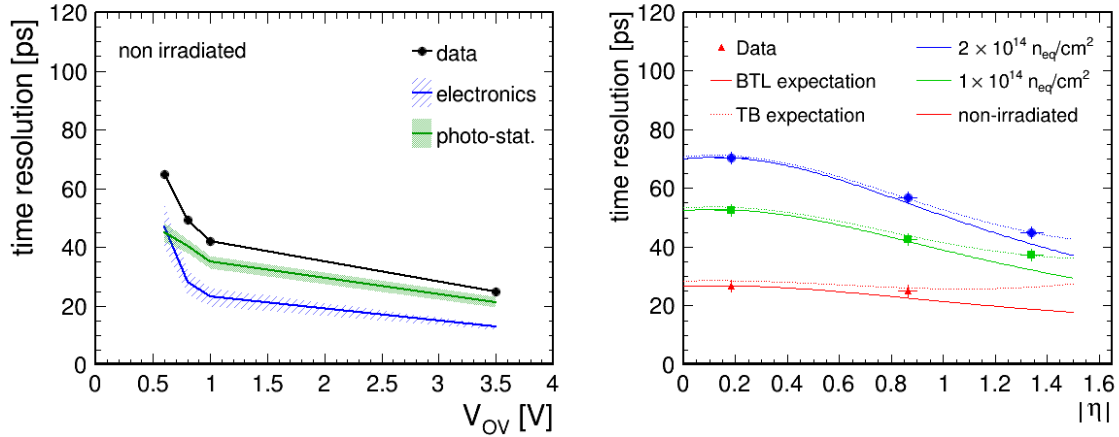 time resolution [ps]
120
100
80
60
40
20
0
non irradiated
data
electronics
photo-stat.
0 0.5 1 1.5 2 2.5 3 3.5 4
V_OV [V]
time resolution [ps]
120
100
80
60
40
20
0
Data
BTL expectation
TB expectation
2 × 10^14 n_eq/cm^2
1 × 10^14 n_eq/cm^2
non-irradiated
0 0.2 0.4 0.6 0.8 1 1.2 1.4 1.6
|η|